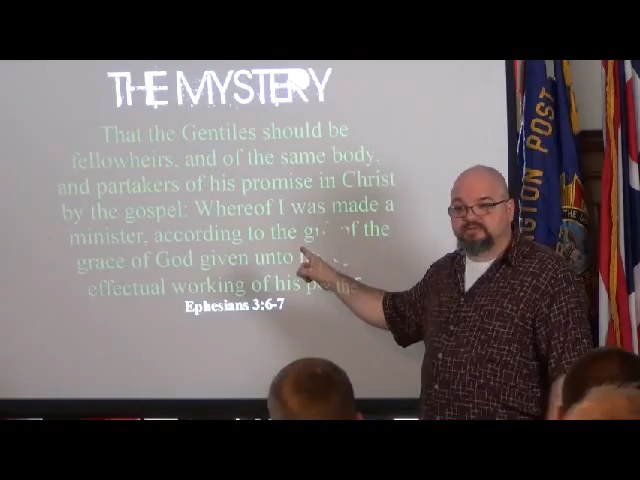 THE MYSTERY
That the Gentiles should be
fellowheirs, and of the same body,
and partakers of his promise in Christ
by the gospel: Whereof I was made a
minister, according to the of the
grace of God given unto
effectual working of his
Ephesians 3:6-7
POST